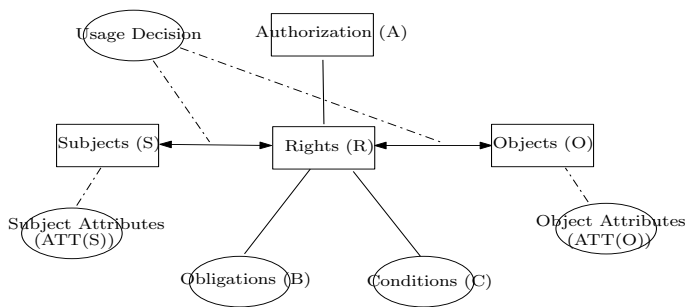 Usage Decision
Authorization (A)
Subjects (S)
Rights (R)
Objects (O)
Subject Attributes
(ATT(S))
Object Attributes
(ATT(O))
Obligations (B)
Conditions (C)